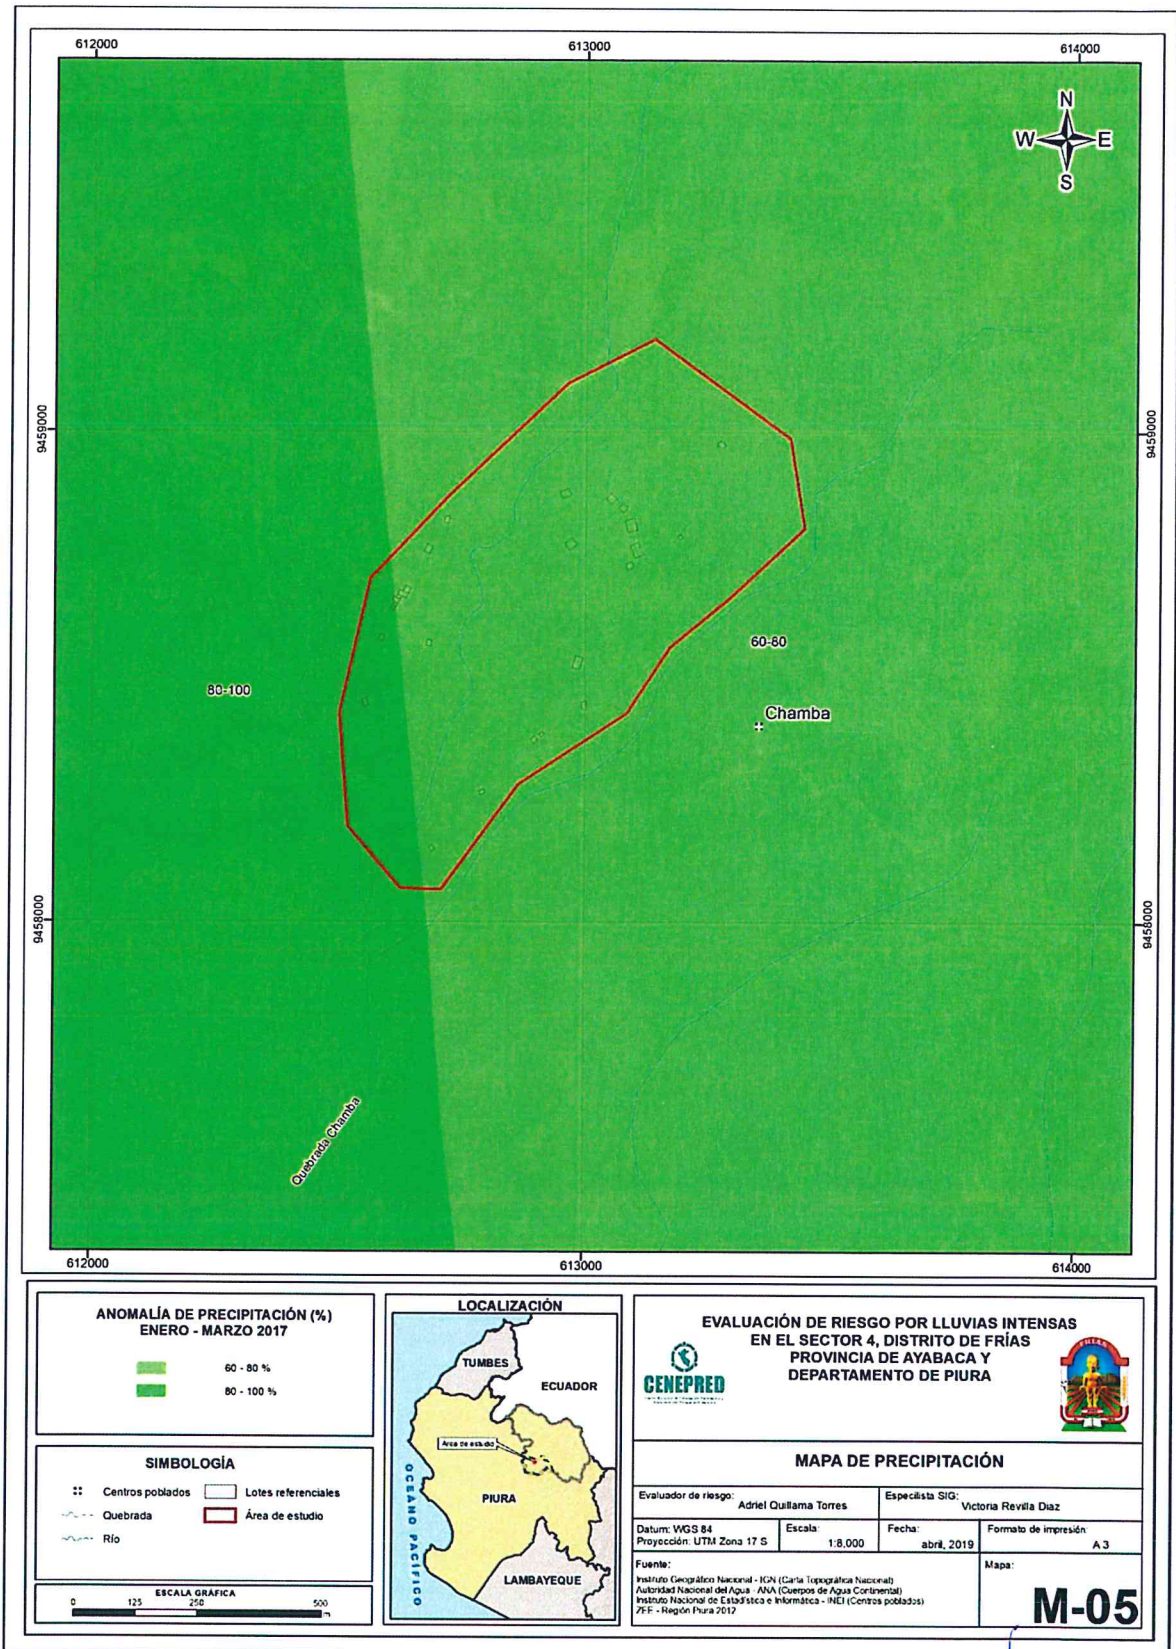 612000
613000
614000
N
W E
S
9459000
9459000
60-80
80-100
Chamba
9458000
9458000
Quebrada Chamba
612000
613000
614000
ANOMALÍA DE PRECIPITACIÓN (%)
ENERO - MARZO 2017
60 - 80 %
80 - 100 %
SIMBOLOGÍA
Centros poblados
Lotes referenciales
Quebrada
Área de estudio
Río
ESCALA GRÁFICA
0 125 250 500
m
LOCALIZACIÓN
TUMBES
ECUADOR
Área de estudio
OCEÁNO PACÍFICO
PIURA
LAMBAYEQUE
EVALUACIÓN DE RIESGO POR LLUVIAS INTENSAS
EN EL SECTOR 4, DISTRITO DE FRÍAS
PROVINCIA DE AYABACA Y
DEPARTAMENTO DE PIURA
CENEPRED
FRIAS
MAPA DE PRECIPITACIÓN
Evaluador de riesgo:
Adriel Quillama Torres
Especilista SIG:
Victoria Revilla Diaz
Datum: WGS 84
Proyección: UTM Zona 17 S
Escala:
1:8,000
Fecha:
abril, 2019
Formato de impresión:
A 3
Fuente:
Instituto Geográfico Nacional - IGN (Carta Topográfica Nacional)
Autoridad Nacional del Agua - ANA (Cuerpos de Agua Continental)
Instituto Nacional de Estadística e Informática - INEI (Centros poblados)
ZEE - Región Piura 2012
Mapa:
M-05